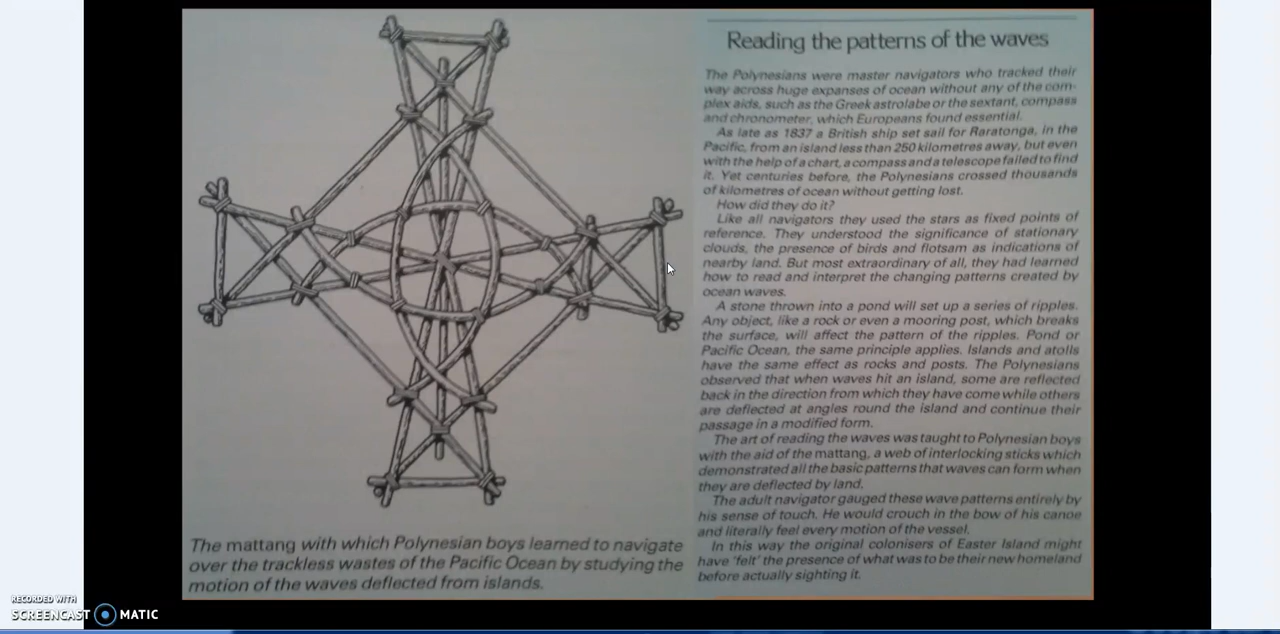 Reading the patterns of the waves
The Polynesians were master navigators who tracked their
way across huge expanses of ocean without any of the com-
plex aids, such as the Greek astrolabe or the sextant, compass
and chronometer, which Europeans found essential.
As late as 1837 a British ship set sail for Raratonga, in the
Pacific, from an island less than 250 kilometres away, but even
with the help of a chart, a compass and a telescope failed to find
it. Yet centuries before, the Polynesians crossed thousands
of kilometres of ocean without getting lost.
How did they do it?
Like all navigators they used the stars as fixed points of
reference. They understood the significance of stationary
clouds, the presence of birds and flotsam as indications of
nearby land. But most extraordinary of all, they had learned
how to read and interpret the changing patterns created by
ocean waves.
A stone thrown into a pond will set up a series of ripples.
Any object, like a rock or even a mooring post, which breaks
the surface, will affect the pattern of the ripples. Pond or
Pacific Ocean, the same principle applies. Islands and atolls
have the same effect as rocks and posts. The Polynesians
observed that when waves hit an island, some are reflected
back in the direction from which they have come while others
are deflected at angles round the island and continue their
passage in a modified form.
The art of reading the waves was taught to Polynesian boys
with the aid of the mattang, a web of interlocking sticks which
demonstrated all the basic patterns that waves can form when
they are deflected by land.
The adult navigator gauged these wave patterns entirely by
his sense of touch. He would crouch in the bow of his canoe
and literally feel every motion of the vessel.
In this way the original colonisers of Easter Island might
have 'felt' the presence of what was to be their new homeland
before actually sighting it.
The mattang with which Polynesian boys learned to navigate
over the trackless wastes of the Pacific Ocean by studying the
motion of the waves deflected from islands.
RECORDED WITH
SCREENCAST MATIC